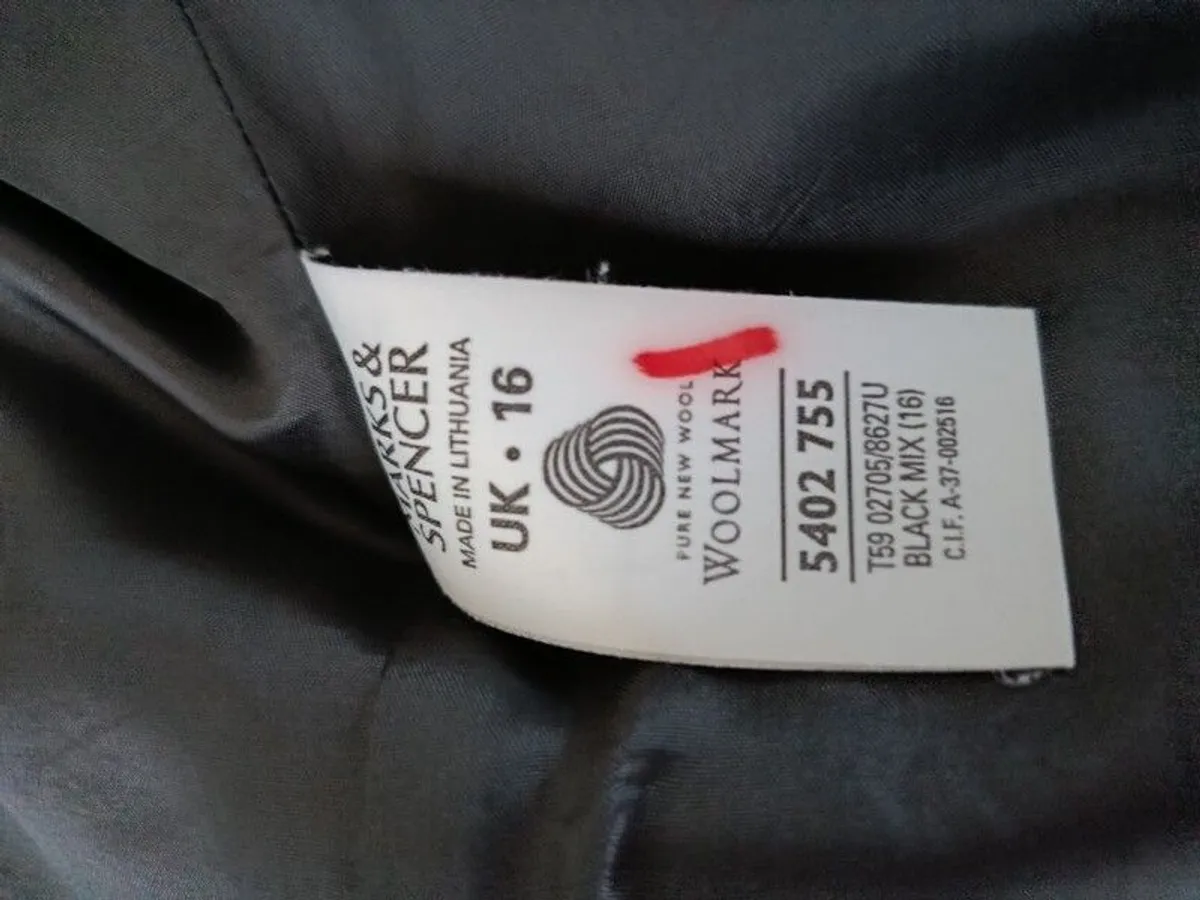 MARKS &
SPENCER
MADE IN LITHUANIA
UK • 16
PURE NEW WOOL
WOOLMARK
5402 755
T59 02705/8627U
BLACK MIX (16)
C.I.F. A-37-002516